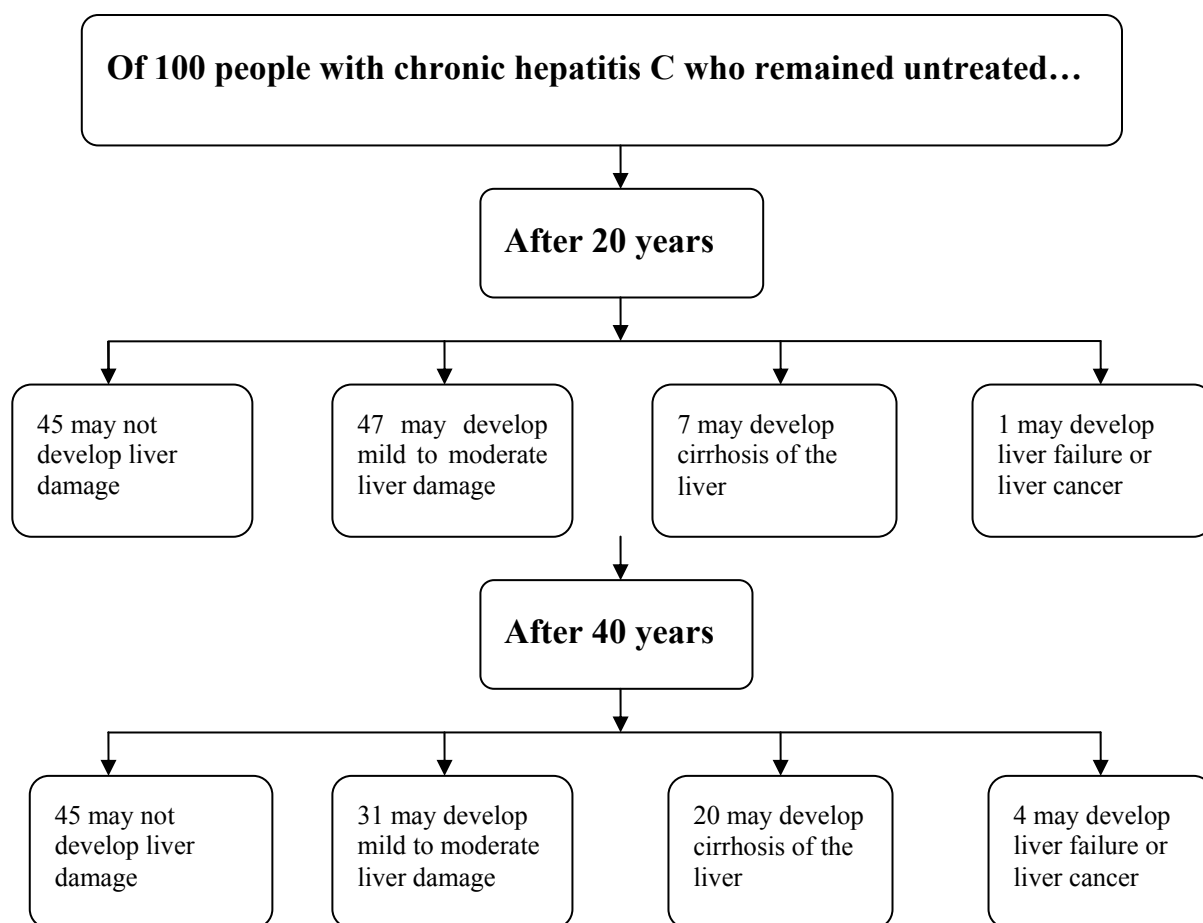 Of 100 people with chronic hepatitis C who remained untreated…
After 20 years
45 may not
develop liver
damage
47 may develop
mild to moderate
liver damage
7 may develop
cirrhosis of the
liver
1 may develop
liver failure or
liver cancer
After 40 years
45 may not
develop liver
damage
31 may develop
mild to moderate
liver damage
20 may develop
cirrhosis of the
liver
4 may develop
liver failure or
liver cancer